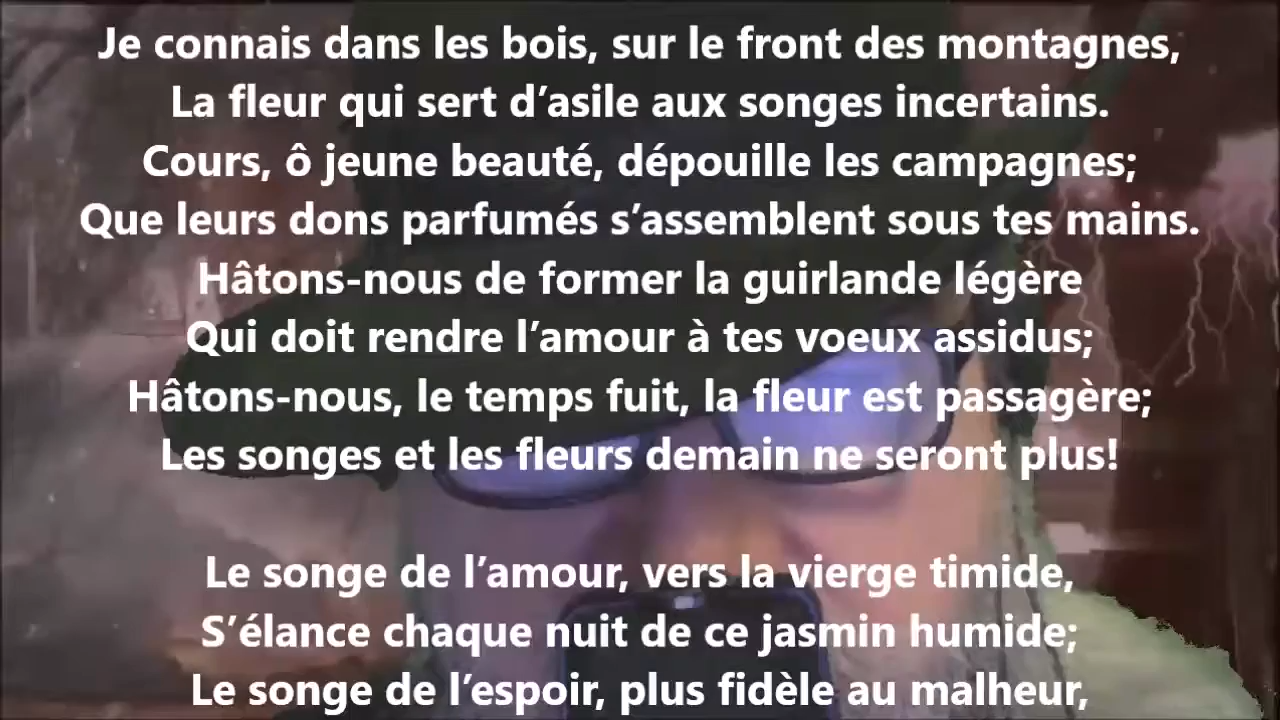 Je connais dans les bois, sur le front des montagnes,
La fleur qui sert d’asile aux songes incertains.
Cours, ô jeune beauté, dépouille les campagnes;
Que leurs dons parfumés s’assemblent sous tes mains.
Hâtons-nous de former la guirlande légère
Qui doit rendre l’amour à tes voeux assidus;
Hâtons-nous, le temps fuit, la fleur est passagère;
Les songes et les fleurs demain ne seront plus!
Le songe de l’amour, vers la vierge timide,
S’élance chaque nuit de ce jasmin humide;
Le songe de l’espoir, plus fidèle au malheur,